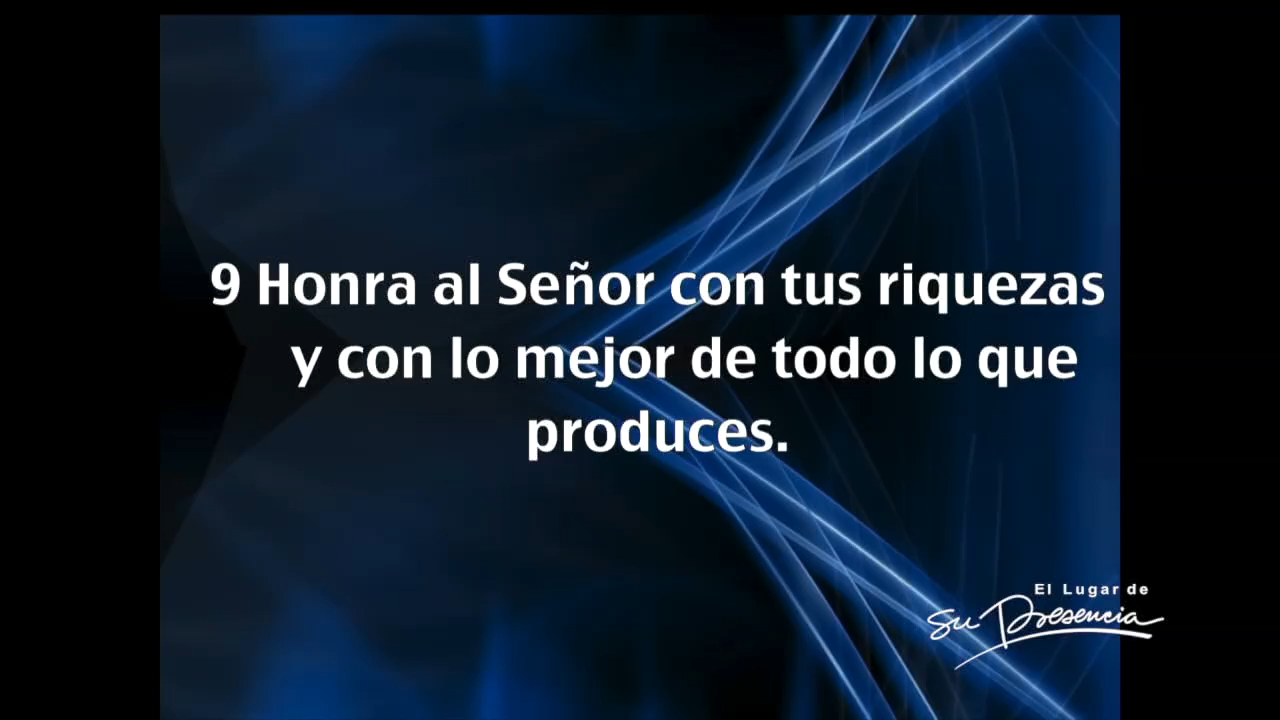 9 Honra al Señor con tus riquezas
y con lo mejor de todo lo que
produces.
El Lugar de
Su Presencia